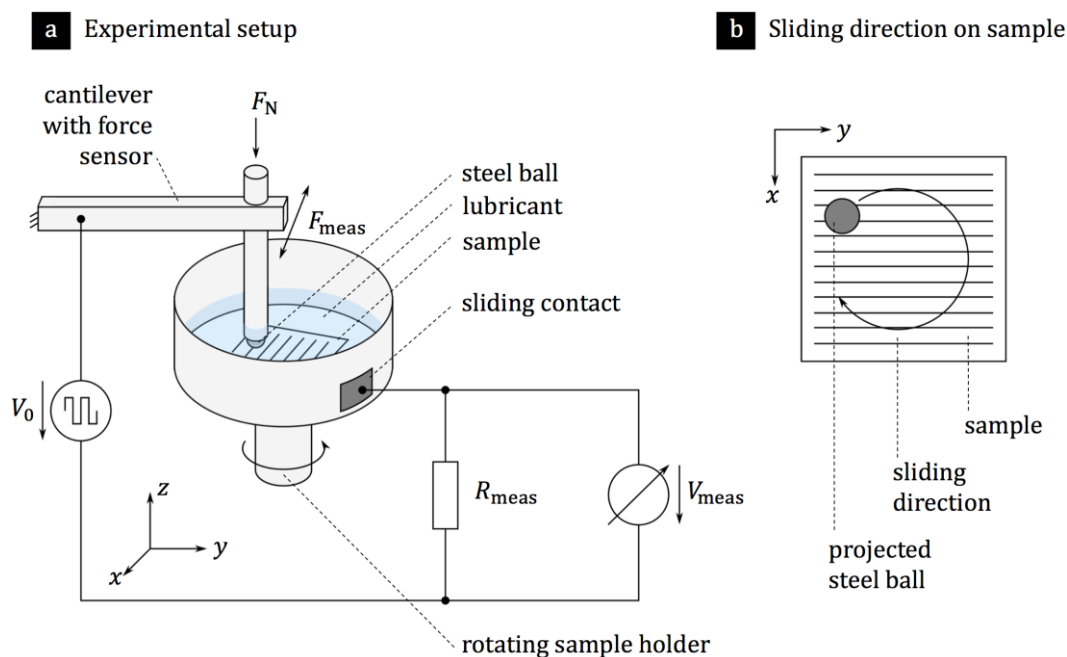 a Experimental setup
cantilever
with force
sensor
F_N
F_meas
steel ball
lubricant
sample
sliding contact
V_0
R_meas
V_meas
z
y
x
rotating sample holder
b Sliding direction on sample
y
x
sample
sliding
direction
projected
steel ball